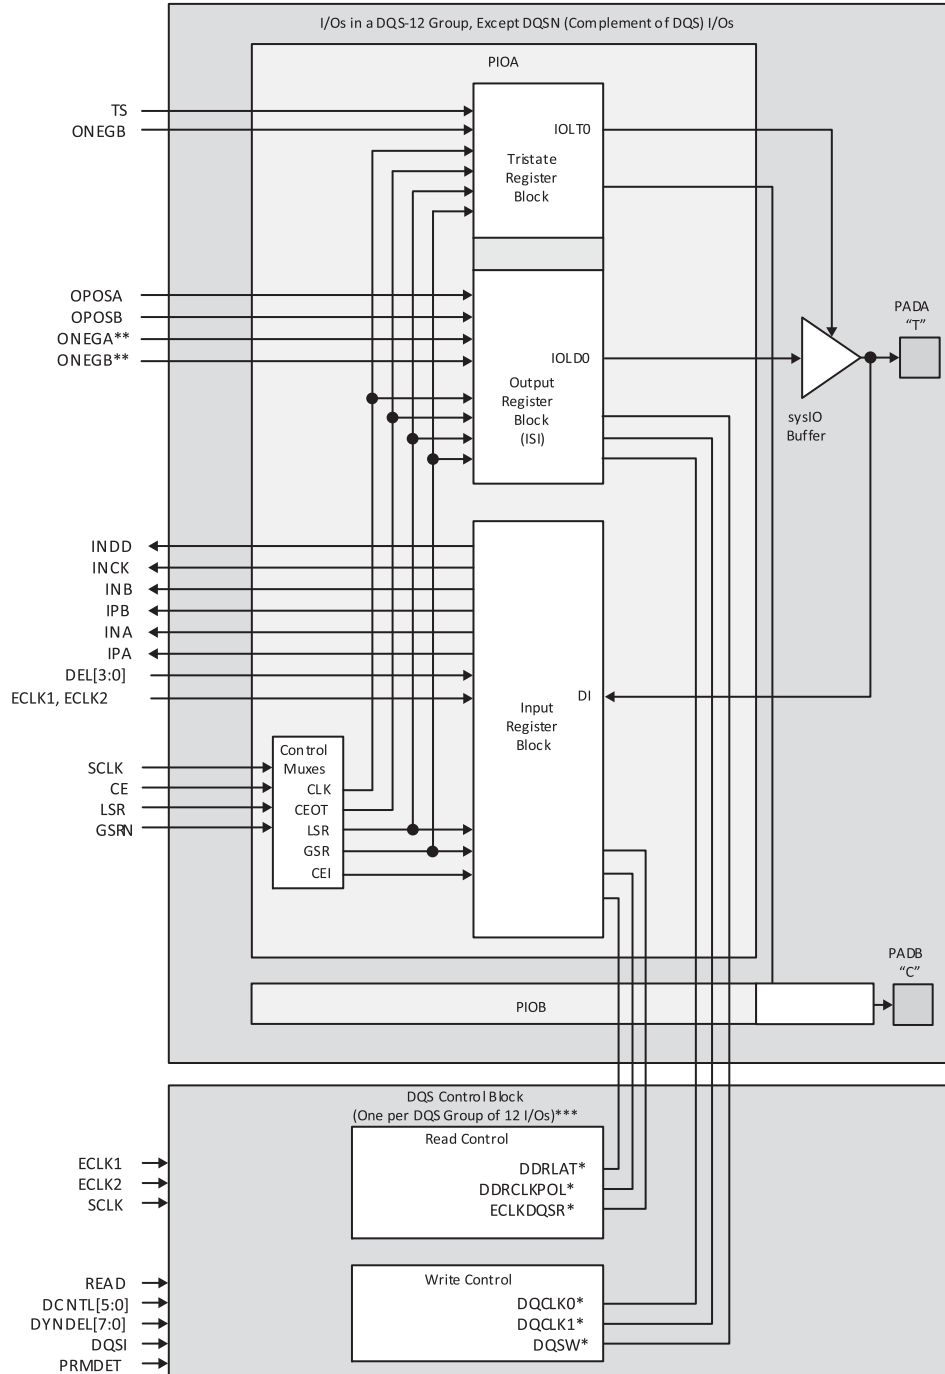 I/Os in a DQS-12 Group, Except DQSN (Complement of DQS) I/Os
PIOA
TS
ONEGB
IOLT0
Tristate
Register
Block
OPOSA
OPOSB
ONEGA**
ONEGB**
IOLD0
Output
Register
Block
(ISI)
PADA
“T”
sysIO
Buffer
INDD
INCK
INB
IPB
INA
IPA
DEL[3:0]
ECLK1, ECLK2
DI
Input
Register
Block
SCLK
CE
LSR
GSRN
Control
Muxes
CLK
CEOT
LSR
GSR
CEI
PADB
“C”
PIOB
DQS Control Block
(One per DQS Group of 12 I/Os)***
Read Control
DDRLAT*
DDRCLKPOL*
ECLKDQSR*
ECLK1
ECLK2
SCLK
Write Control
DQCLK0*
DQCLK1*
DQSW*
READ
DCNTL[5:0]
DYNDEL[7:0]
DQSI
PRMDET